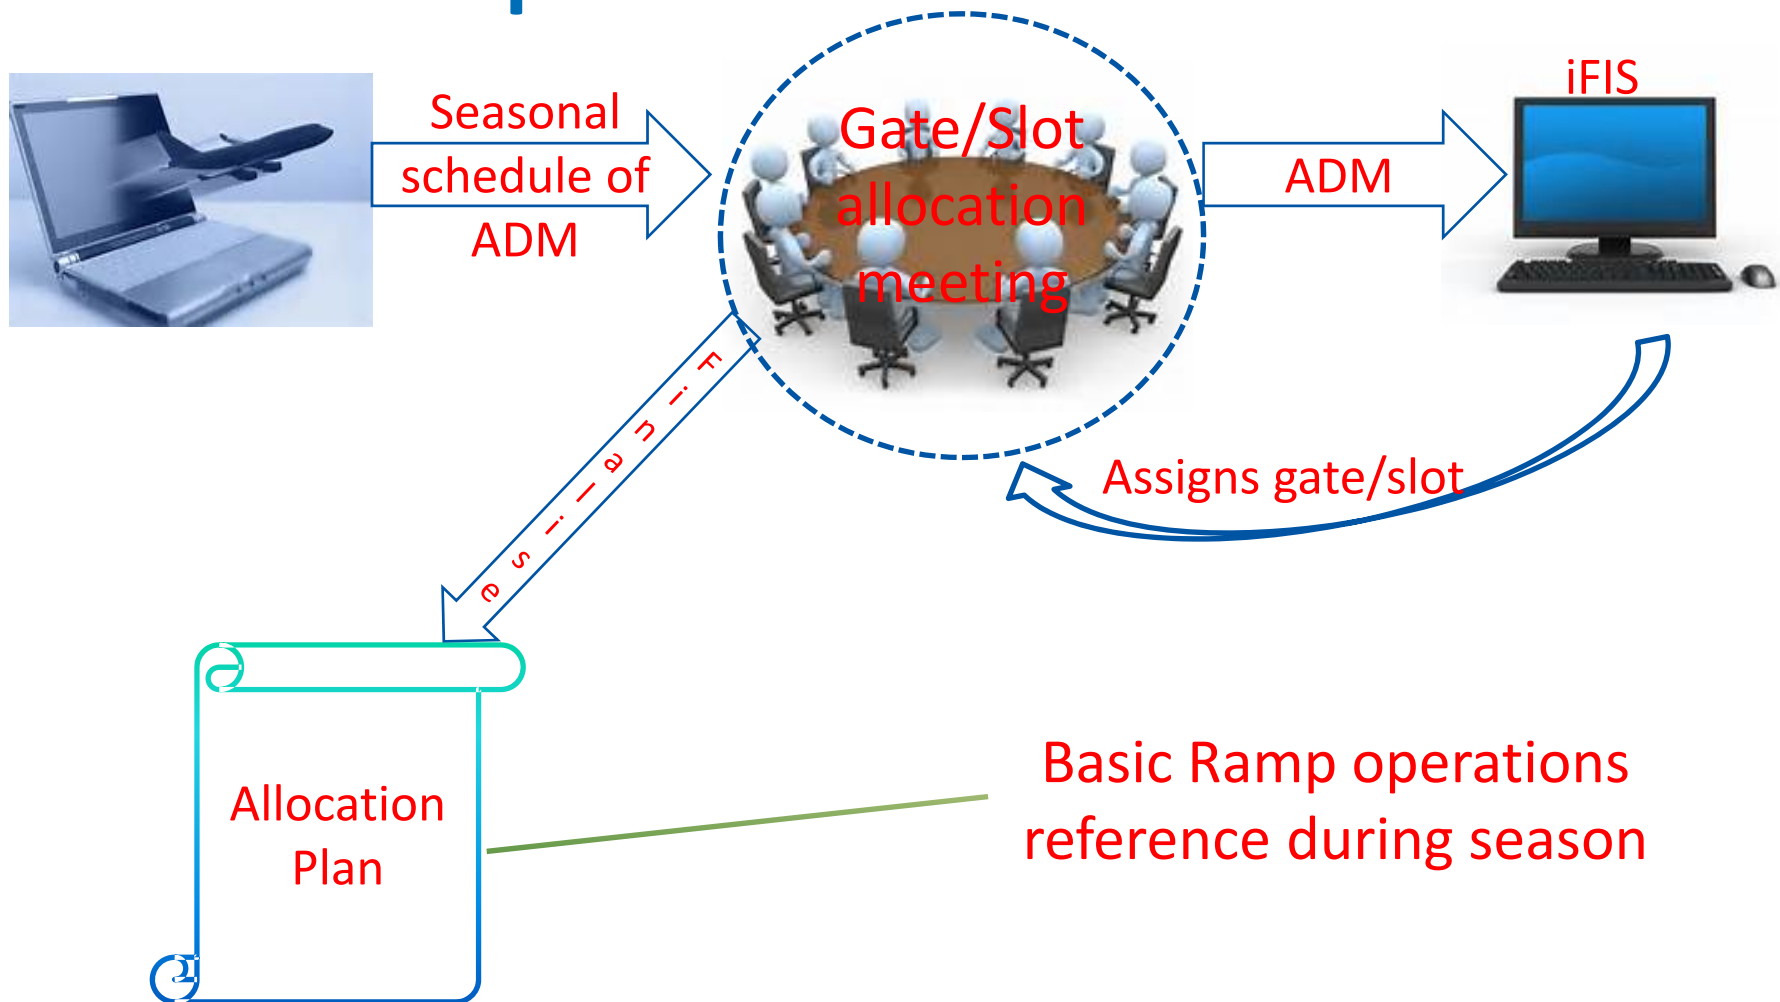 Seasonal
schedule of
ADM
Gate/Slot
allocation
meeting
ADM
iFIS
Finalise
Assigns gate/slot
Allocation
Plan
Basic Ramp operations
reference during season